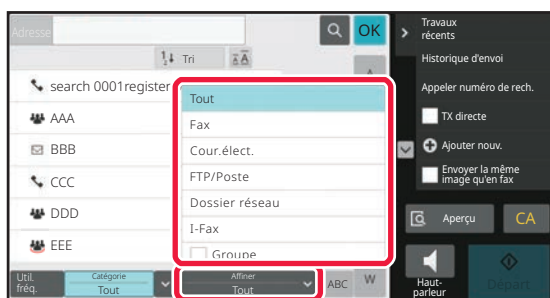 Adresse
OK
Tri
search 0001register
AAA
BBB
CCC
DDD
EEE
Tout
Fax
Cour.élect.
FTP/Poste
Dossier réseau
I-Fax
Groupe
Util.
fréq.
Catégorie
Tout
Affiner
Tout
ABC
W
Travaux
récents
Historique d'envoi
Appeler numéro de rech.
TX directe
Ajouter nouv.
Envoyer la même
image qu'en fax
Aperçu
CA
Haut-
parleur
Départ